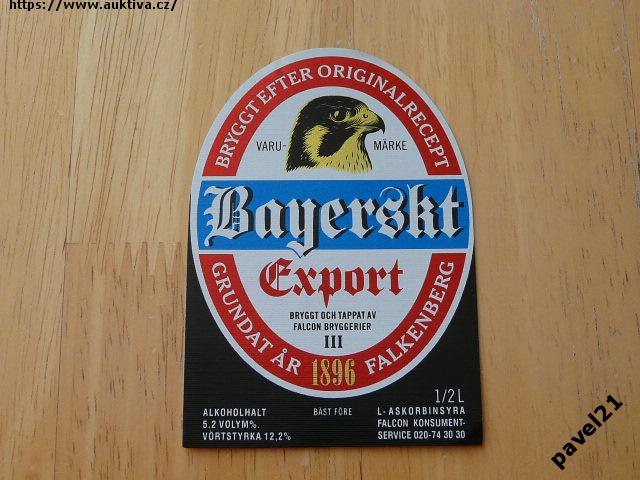 https://www.auktiva.cz/
BRYGGT EFTER ORIGINALRECEPT
VARU- MÄRKE
Bayerskt
Export
BRYGGT OCH TAPPAT AV
FALCON BRYGGERIER
III
GRUNDAT ÅR 1896 FALKENBERG
1/2 L
ALKOHOLHALT
5.2 VOLYM%.
VÖRTSTYRKA 12,2%
BÄST FÖRE
L-ASKORBINSYRA
FALCON KONSUMENT-
SERVICE 020-74 30 30
pavel21